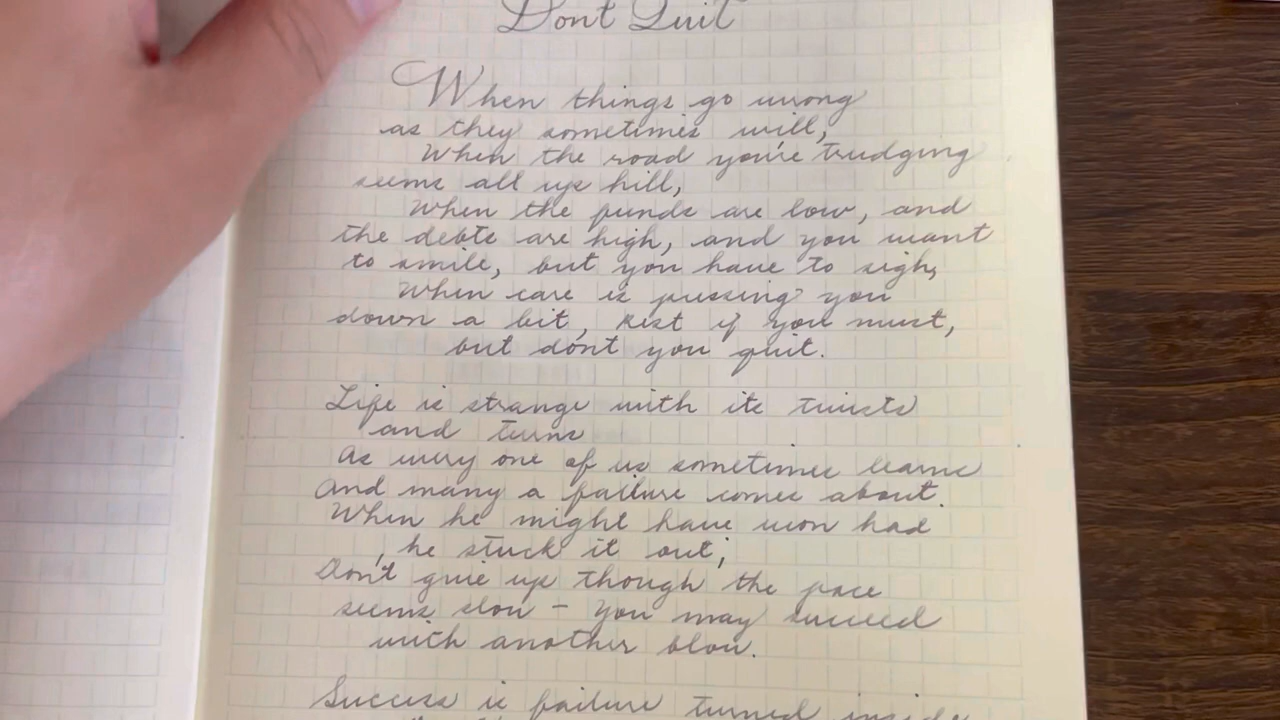 Don't Quit
When things go wrong
as they sometimes will,
When the road you're trudging
seems all up hill,
When the funds are low, and
the debts are high, and you want
to smile, but you have to sigh,
When care is pressing you
down a bit, Rest if you must,
but don't you quit.
Life is strange with its twists
and turns
As every one of us sometimes learns
And many a failure comes about.
When he might have won had
he stuck it out;
Don't give up though the pace
seems slow - You may succeed
with another blow.
Success is failure turned inside